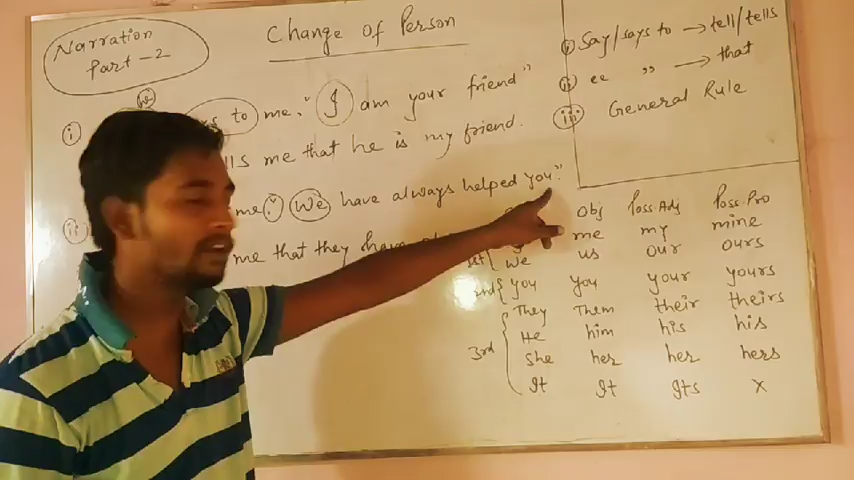 Narration
Part-2
Change of Person
(i) Say/says to → tell/tells
(ii) ee ,, → that
(iii) General Rule
(i) to me, "I am your friend"
me that he is my friend.
(ii) me: "We have always helped you."
me that they have
Obj Poss.Adj Poss.Pro
me my mine
we us our ours
you you your yours
3rd They Them their theirs
He him his his
She her her hers
It It Its X